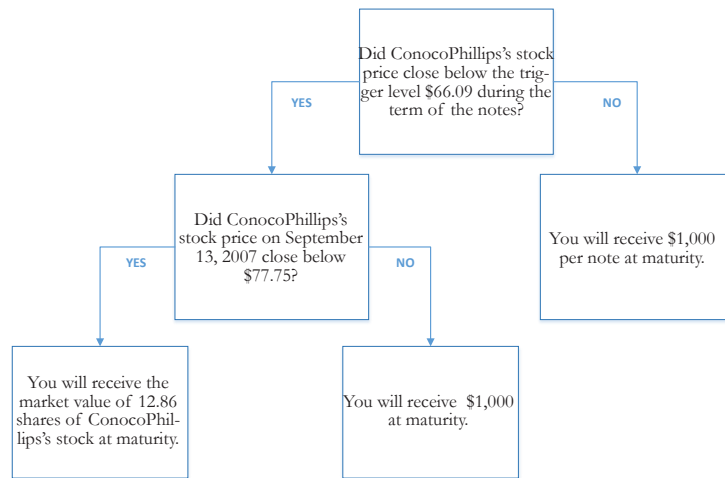 Did ConocoPhillips's stock
price close below the trig-
ger level $66.09 during the
term of the notes?
YES
NO
Did ConocoPhillips's
stock price on September
13, 2007 close below
$77.75?
You will receive $1,000
per note at maturity.
YES
NO
You will receive the
market value of 12.86
shares of ConocoPhil-
lips's stock at maturity.
You will receive $1,000
at maturity.